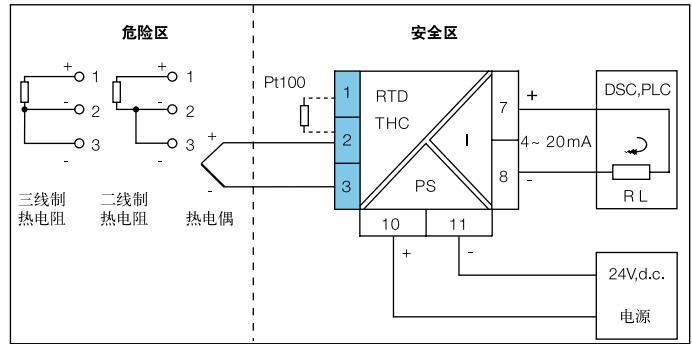 危险区
安全区
+ 1
- 2
3
-
+ 1
- 2
3
-
三线制
热电阻
二线制
热电阻
+
-
热电偶
Pt100
1
2
3
RTD
THC
I
PS
7
8
10
11
+
4~ 20mA
-
DSC,PLC
RL
+
-
24V,d.c.
电源